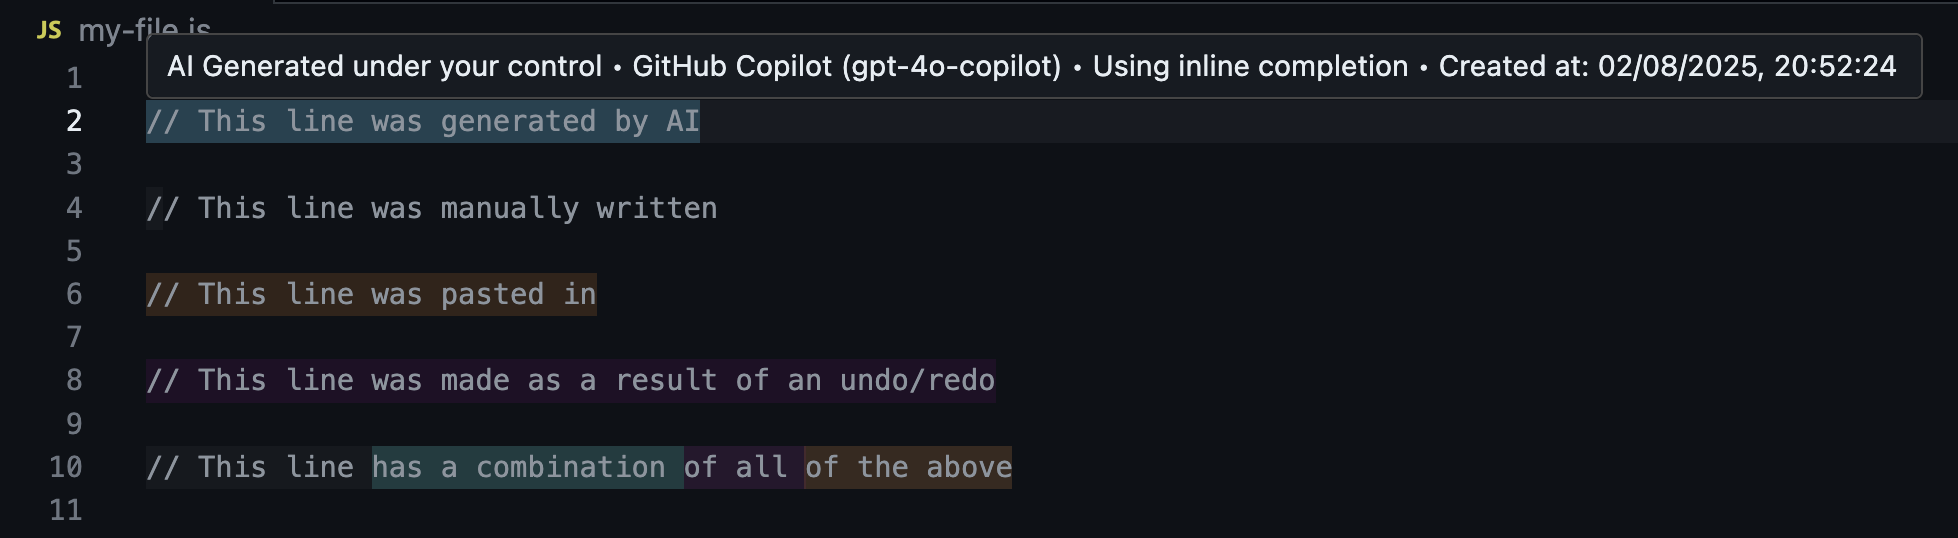 JS my-file.js
AI Generated under your control • GitHub Copilot (gpt-4o-copilot) • Using inline completion • Created at: 02/08/2025, 20:52:24
1
2 // This line was generated by AI
3
4 // This line was manually written
5
6 // This line was pasted in
7
8 // This line was made as a result of an undo/redo
9
10 // This line has a combination of all of the above
11